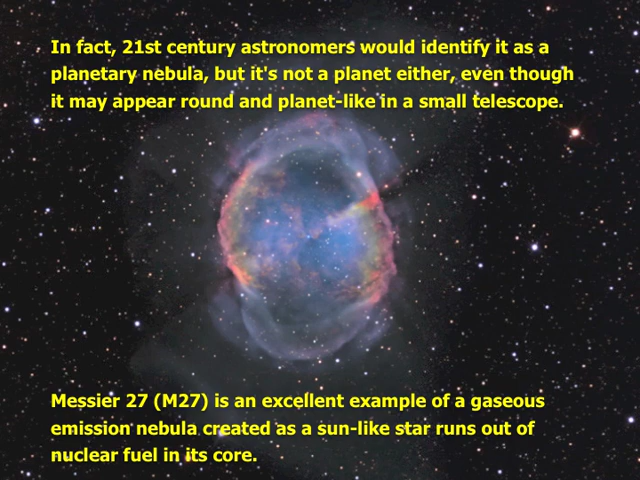 In fact, 21st century astronomers would identify it as a
planetary nebula, but it's not a planet either, even though
it may appear round and planet-like in a small telescope.
Messier 27 (M27) is an excellent example of a gaseous
emission nebula created as a sun-like star runs out of
nuclear fuel in its core.